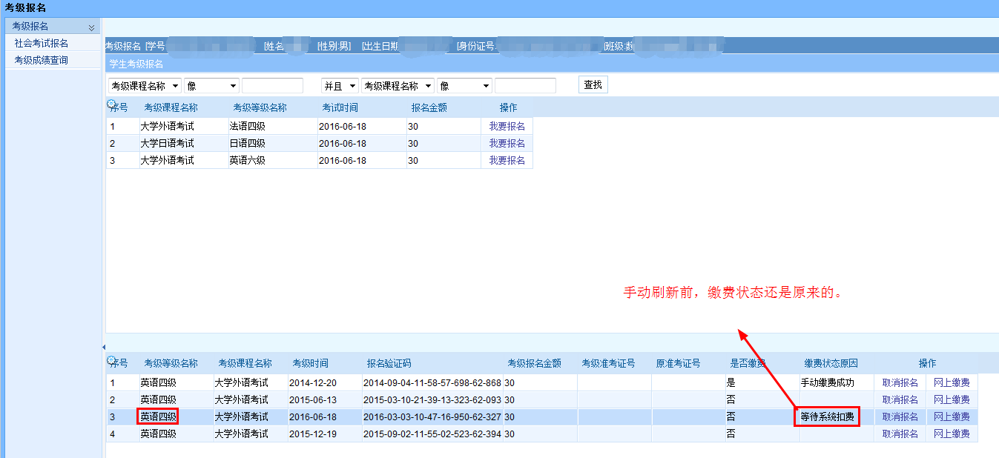 考级报名
考级报名
社会考试报名
考级成绩查询
考级报名 [学号 [姓名 [性别:男] [出生日期 [身份证号: [班级:
学生考级报名
考级课程名称 像 并且 考级课程名称 像 查找
序号 考级课程名称 考级等级名称 考试时间 报名金额 操作
1 大学外语考试 法语四级 2016-06-18 30 我要报名
2 大学日语考试 日语四级 2016-06-18 30 我要报名
3 大学外语考试 英语六级 2016-06-18 30 我要报名
手动刷新前，缴费状态还是原来的。
序号 考级等级名称 考级课程名称 考级时间 报名验证码 考级报名金额 考级准考证号 原准考证号 是否缴费 缴费状态原因 操作
1 英语四级 大学外语考试 2014-12-20 2014-09-04-11-58-57-698-62-868 30 是 手动缴费成功 取消报名 网上缴费
2 英语四级 大学外语考试 2015-06-13 2015-03-10-21-39-13-323-62-093 30 否 取消报名 网上缴费
3 英语四级 大学外语考试 2016-06-18 2016-03-03-10-47-16-950-62-327 30 否 等待系统扣费 取消报名 网上缴费
4 英语四级 大学外语考试 2015-12-19 2015-09-02-11-55-02-523-62-394 30 否 取消报名 网上缴费